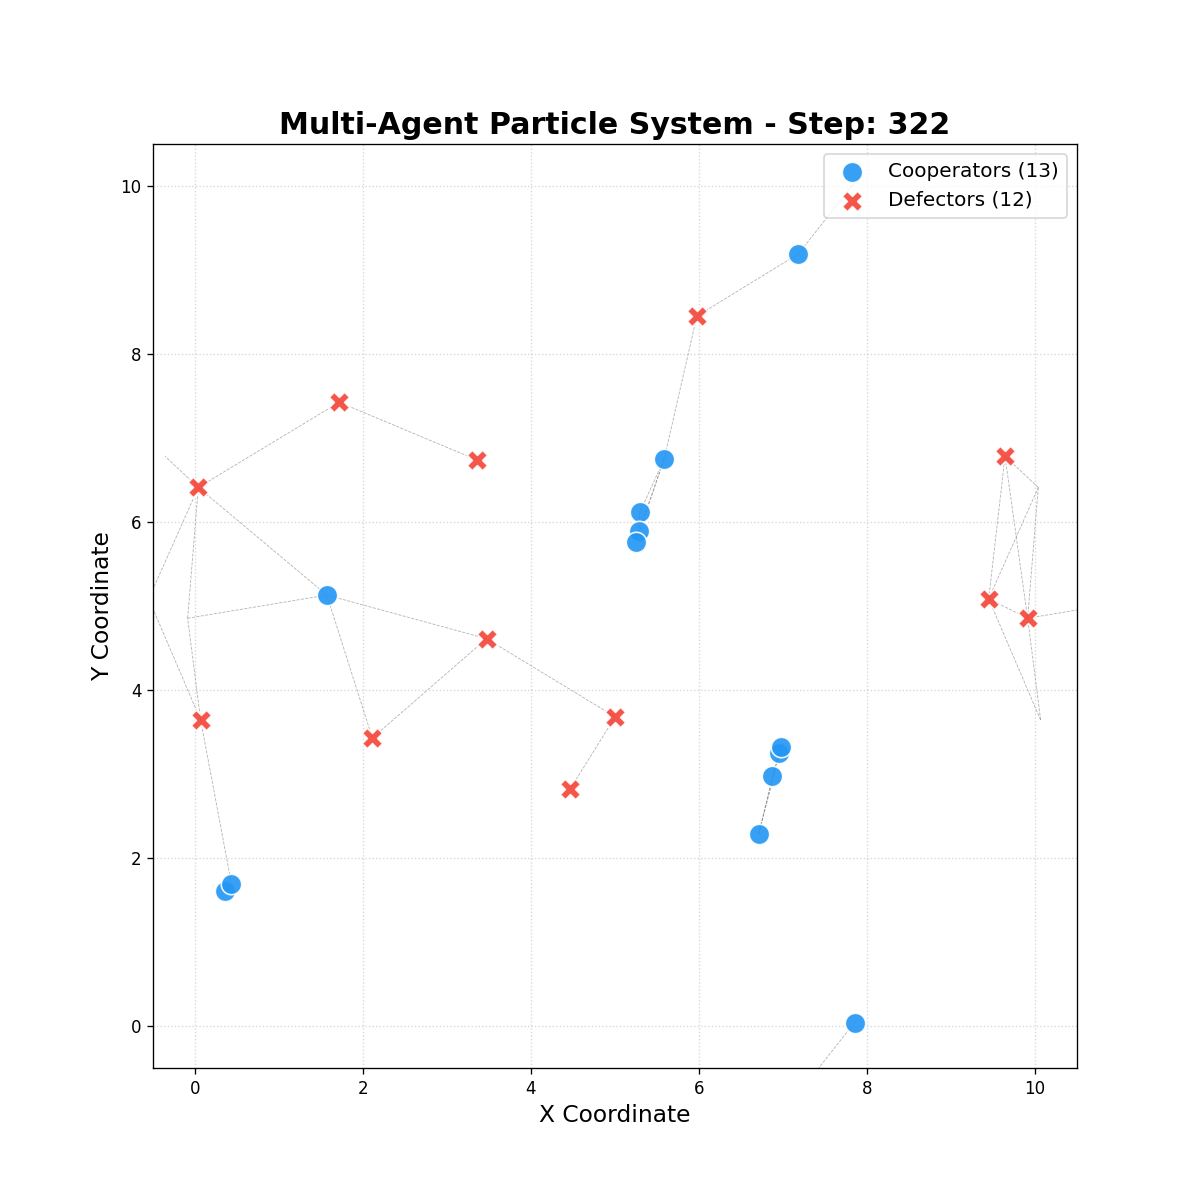 Multi-Agent Particle System - Step: 322
Cooperators (13)
Defectors (12)
10
8
6
4
2
0
Y Coordinate
0 2 4 6 8 10
X Coordinate